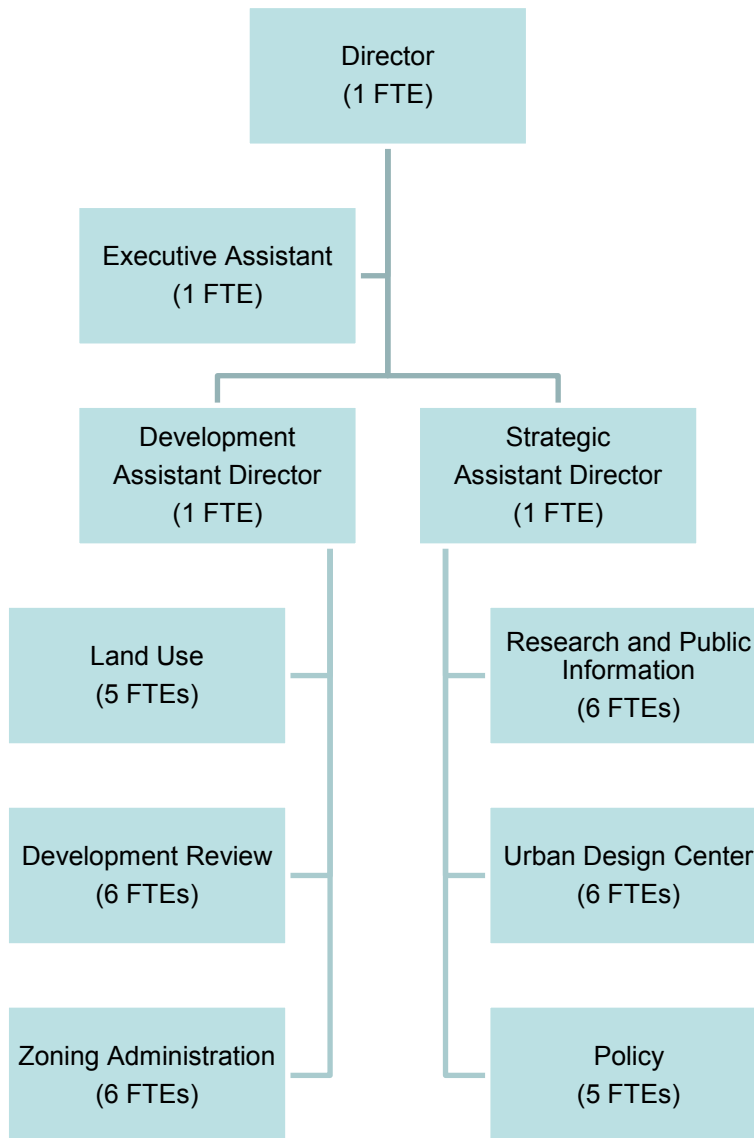 Director
(1 FTE)
Executive Assistant
(1 FTE)
Development
Assistant Director
(1 FTE)
Strategic
Assistant Director
(1 FTE)
Land Use
(5 FTEs)
Research and Public
Information
(6 FTEs)
Development Review
(6 FTEs)
Urban Design Center
(6 FTEs)
Zoning Administration
(6 FTEs)
Policy
(5 FTEs)